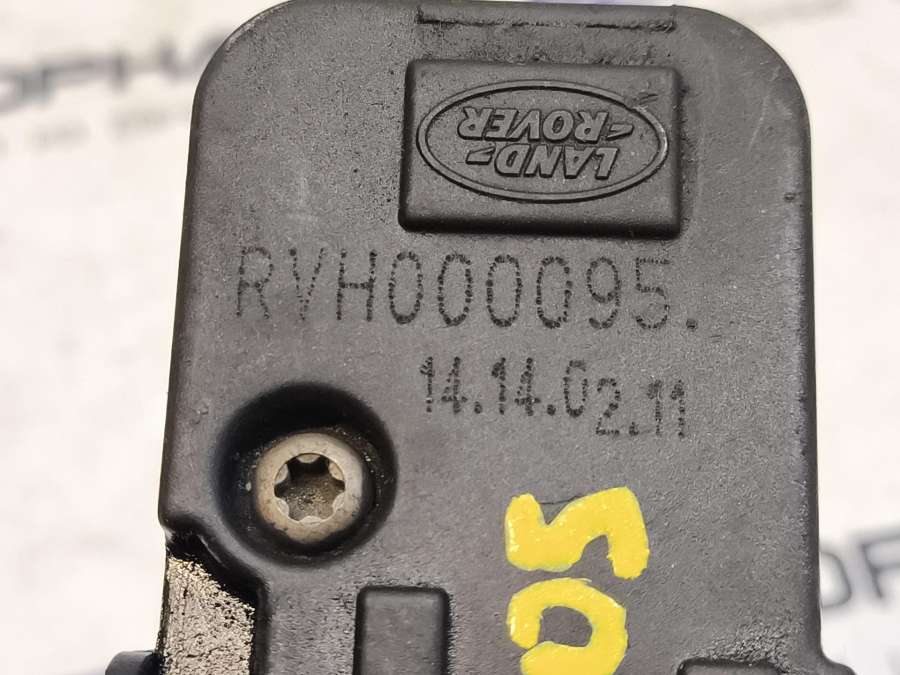 LAND-
-ROVER
RVH000095.
14.14.02.11